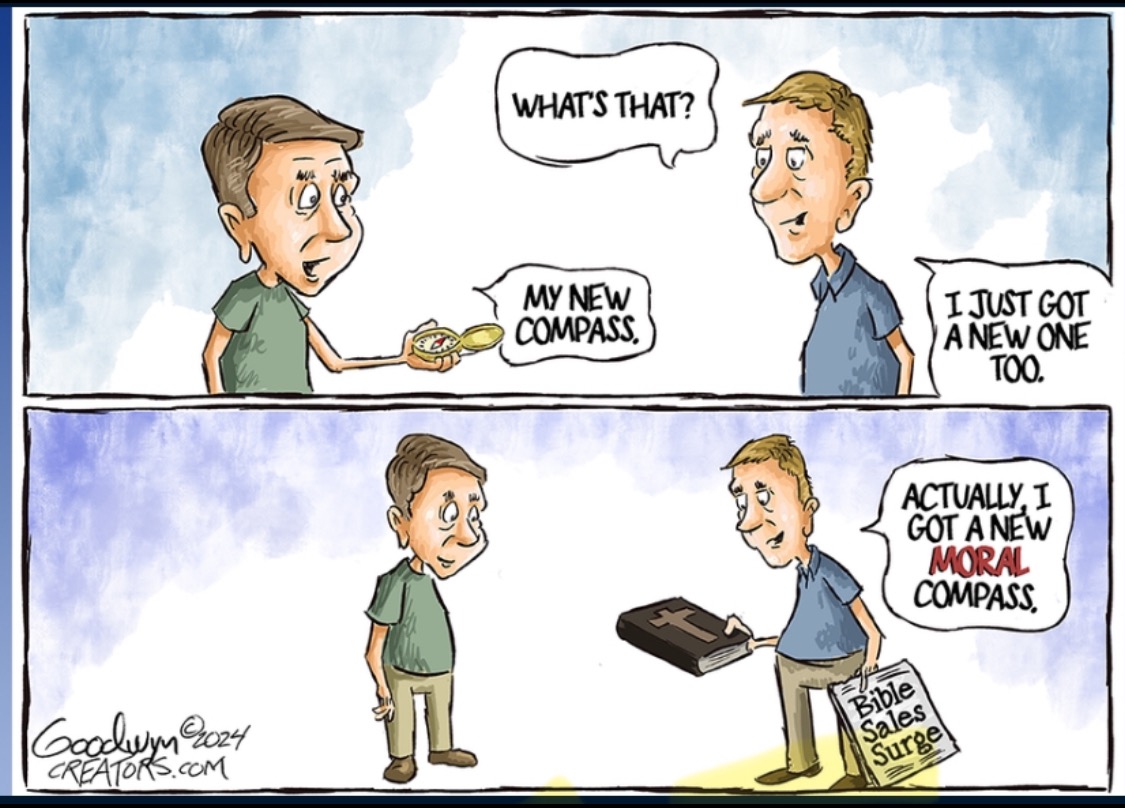 WHAT'S THAT?
MY NEW
COMPASS.
I JUST GOT
A NEW ONE
TOO.
ACTUALLY, I
GOT A NEW
MORAL
COMPASS.
Bible
Sales
Surge
Goodwyn ©2024
CREATORS.COM